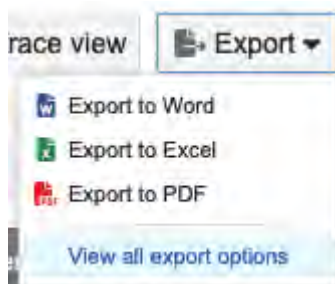 race view Export
Export to Word
Export to Excel
Export to PDF
View all export options